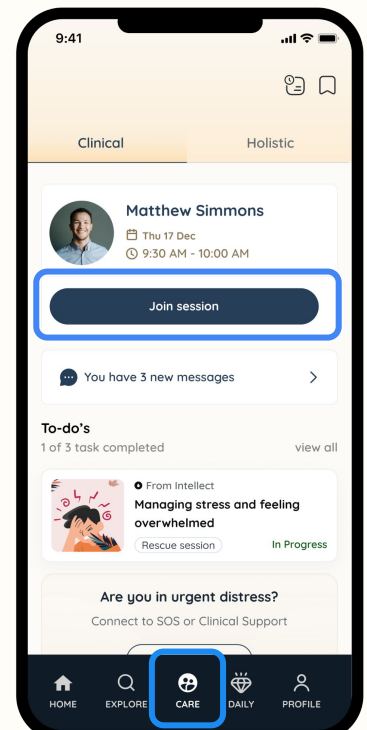 9:41
Clinical
Holistic
Matthew Simmons
Thu 17 Dec
9:30 AM - 10:00 AM
Join session
You have 3 new messages
To-do's
1 of 3 task completed
view all
From Intellect
Managing stress and feeling
overwhelmed
Rescue session
In Progress
Are you in urgent distress?
Connect to SOS or Clinical Support
HOME
EXPLORE
CARE
DAILY
PROFILE